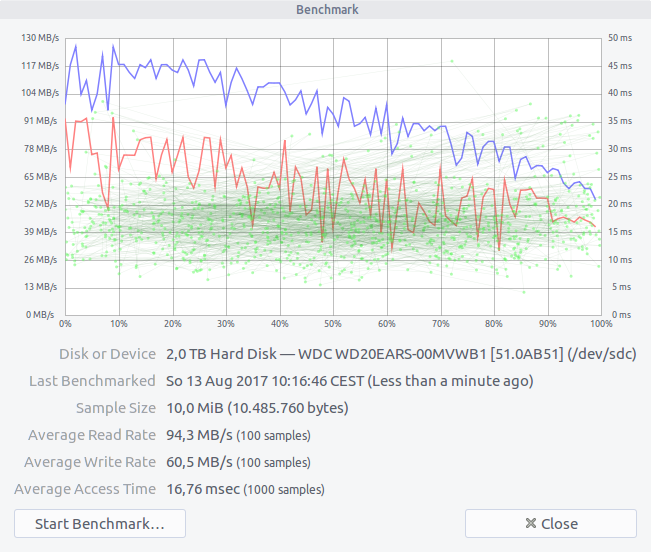 Benchmark
130 MB/s 50 ms
117 MB/s 45 ms
104 MB/s 40 ms
91 MB/s 35 ms
78 MB/s 30 ms
65 MB/s 25 ms
52 MB/s 20 ms
39 MB/s 15 ms
26 MB/s 10 ms
13 MB/s 5 ms
0 MB/s 0 ms
0% 10% 20% 30% 40% 50% 60% 70% 80% 90% 100%
Disk or Device 2,0 TB Hard Disk — WDC WD20EARS-00MVWB1 [51.0AB51] (/dev/sdc)
Last Benchmarked So 13 Aug 2017 10:16:46 CEST (Less than a minute ago)
Sample Size 10,0 MiB (10.485.760 bytes)
Average Read Rate 94,3 MB/s (100 samples)
Average Write Rate 60,5 MB/s (100 samples)
Average Access Time 16,76 msec (1000 samples)
Start Benchmark… Close